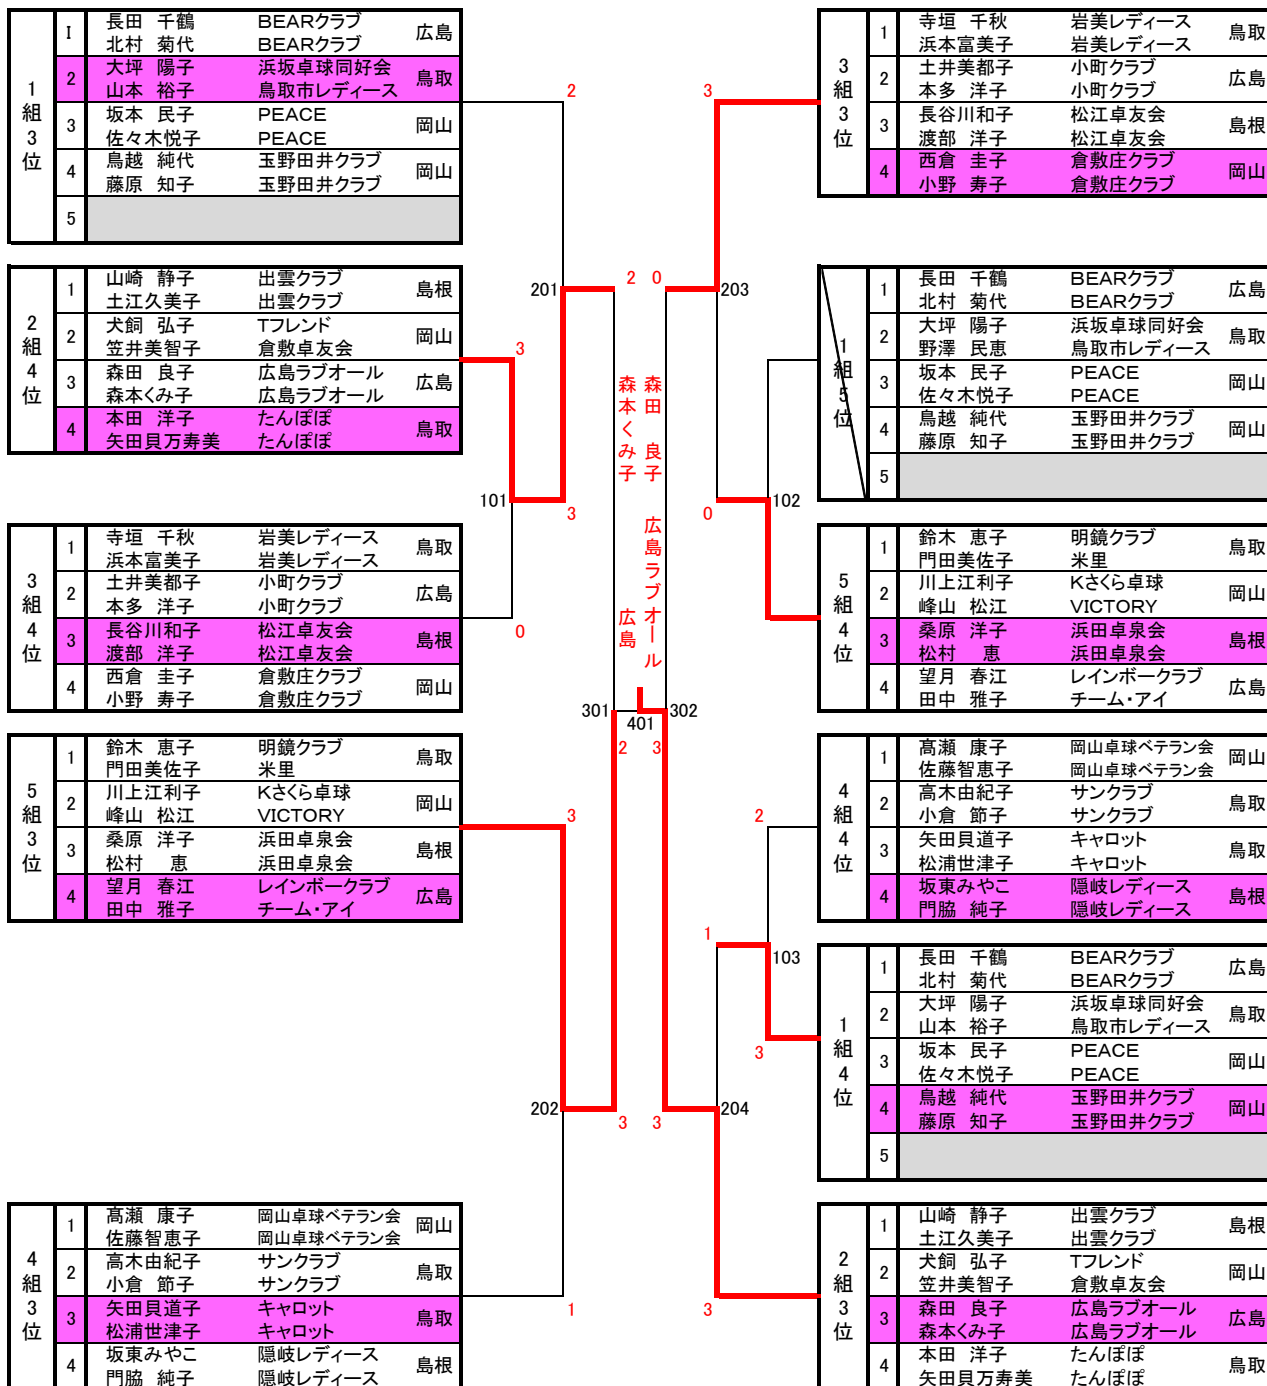 1組3位
I 長田 千鶴 BEARクラブ 広島
北村 菊代 BEARクラブ
2 大坪 陽子 浜坂卓球同好会 鳥取
山本 裕子 鳥取市レディース
3 坂本 民子 PEACE 岡山
佐々木悦子 PEACE
4 鳥越 純代 玉野田井クラブ 岡山
藤原 知子 玉野田井クラブ
5
2組4位
1 山崎 静子 出雲クラブ 島根
土江久美子 出雲クラブ
2 犬飼 弘子 Tフレンド 岡山
笠井美智子 倉敷卓友会
3 森田 良子 広島ラブオール 広島
森本くみ子 広島ラブオール
4 本田 洋子 たんぽぽ 鳥取
矢田貝万寿美 たんぽぽ
3組4位
1 寺垣 千秋 岩美レディース 鳥取
浜本富美子 岩美レディース
2 土井美都子 小町クラブ 広島
本多 洋子 小町クラブ
3 長谷川和子 松江卓友会 島根
渡部 洋子 松江卓友会
4 西倉 圭子 倉敷庄クラブ 岡山
小野 寿子 倉敷庄クラブ
5組3位
1 鈴木 恵子 明鏡クラブ 鳥取
門田美佐子 米里
2 川上江利子 Kさくら卓球 岡山
峰山 松江 VICTORY
3 桑原 洋子 浜田卓泉会 島根
松村 恵 浜田卓泉会
4 望月 春江 レインボークラブ 広島
田中 雅子 チーム・アイ
4組3位
1 髙瀬 康子 岡山卓球ベテラン会 岡山
佐藤智恵子 岡山卓球ベテラン会
2 高木由紀子 サンクラブ 鳥取
小倉 節子 サンクラブ
3 矢田貝道子 キャロット 鳥取
松浦世津子 キャロット
4 坂東みやこ 隠岐レディース 島根
門脇 純子 隠岐レディース
2
201
3
101
3
0
3
202
1
2 0
森田 良子 広島ラブオール
森本くみ子 広島
301
401
302
2 3
3 3
3
203
102
0
2
1
103
3
204
3
3組3位
1 寺垣 千秋 岩美レディース 鳥取
浜本富美子 岩美レディース
2 土井美都子 小町クラブ 広島
本多 洋子 小町クラブ
3 長谷川和子 松江卓友会 島根
渡部 洋子 松江卓友会
4 西倉 圭子 倉敷庄クラブ 岡山
小野 寿子 倉敷庄クラブ
1組5位
1 長田 千鶴 BEARクラブ 広島
北村 菊代 BEARクラブ
2 大坪 陽子 浜坂卓球同好会 鳥取
野澤 民恵 鳥取市レディース
3 坂本 民子 PEACE 岡山
佐々木悦子 PEACE
4 鳥越 純代 玉野田井クラブ 岡山
藤原 知子 玉野田井クラブ
5
5組4位
1 鈴木 恵子 明鏡クラブ 鳥取
門田美佐子 米里
2 川上江利子 Kさくら卓球 岡山
峰山 松江 VICTORY
3 桑原 洋子 浜田卓泉会 島根
松村 恵 浜田卓泉会
4 望月 春江 レインボークラブ 広島
田中 雅子 チーム・アイ
4組4位
1 髙瀬 康子 岡山卓球ベテラン会 岡山
佐藤智恵子 岡山卓球ベテラン会
2 高木由紀子 サンクラブ 鳥取
小倉 節子 サンクラブ
3 矢田貝道子 キャロット 鳥取
松浦世津子 キャロット
4 坂東みやこ 隠岐レディース 島根
門脇 純子 隠岐レディース
1組4位
1 長田 千鶴 BEARクラブ 広島
北村 菊代 BEARクラブ
2 大坪 陽子 浜坂卓球同好会 鳥取
山本 裕子 鳥取市レディース
3 坂本 民子 PEACE 岡山
佐々木悦子 PEACE
4 鳥越 純代 玉野田井クラブ 岡山
藤原 知子 玉野田井クラブ
5
2組3位
1 山崎 静子 出雲クラブ 島根
土江久美子 出雲クラブ
2 犬飼 弘子 Tフレンド 岡山
笠井美智子 倉敷卓友会
3 森田 良子 広島ラブオール 広島
森本くみ子 広島ラブオール
4 本田 洋子 たんぽぽ 鳥取
矢田貝万寿美 たんぽぽ